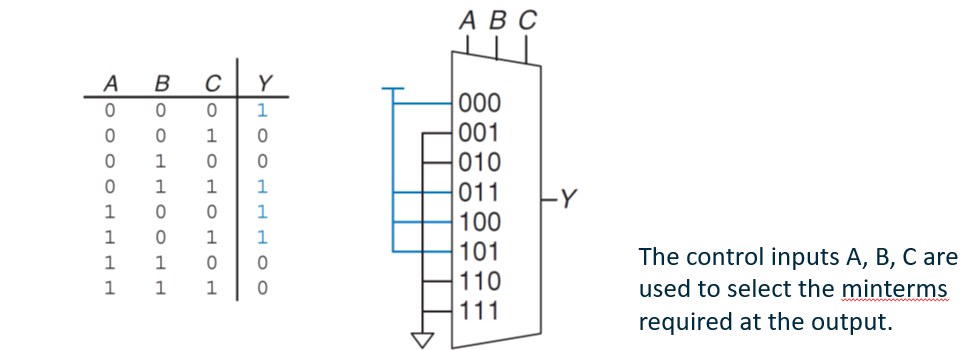 A B C Y
0 0 0 1
0 0 1 0
0 1 0 0
0 1 1 1
1 0 0 1
1 0 1 1
1 1 0 0
1 1 1 0
A B C
000
001
010
011
100
101
110
111
Y
The control inputs A, B, C are
used to select the minterms
required at the output.